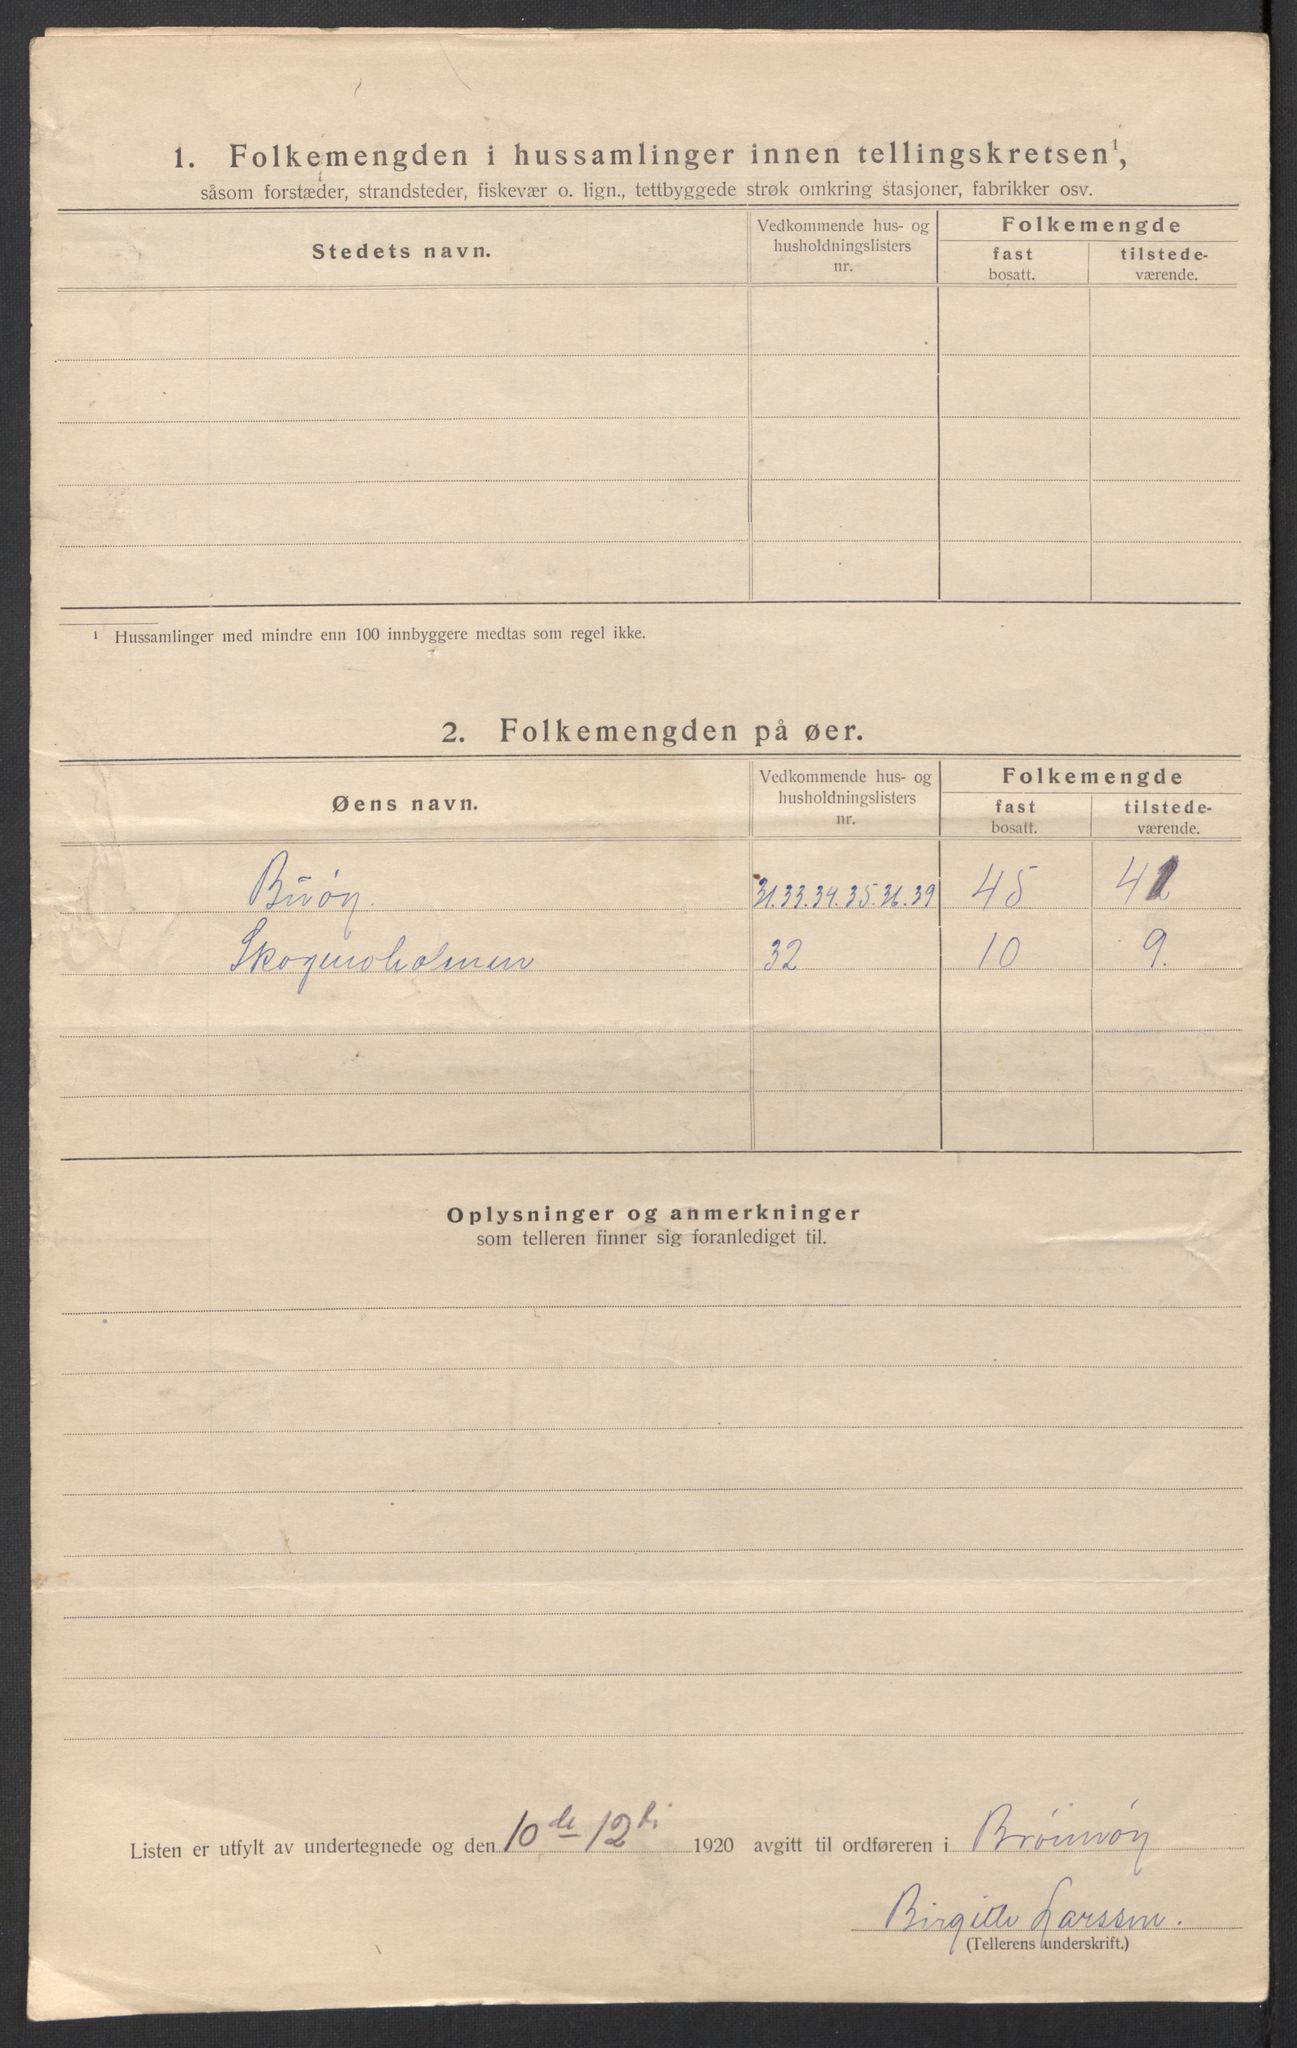 1. Folkemengden i hussamlinger innen tellingskretsen¹,
såsom forstæder, strandsteder, fiskevær o. lign., tettbyggede strøk omkring stasjoner, fabrikker osv.
Stedets navn.
Vedkommende hus- og
husholdningslisters
nr.
Folkemengde
fast
bosatt.
tilstede-
værende.
¹ Hussamlinger med mindre enn 100 innbyggere medtas som regel ikke.
2. Folkemengden på øer.
Øens navn.
Vedkommende hus- og
husholdningslisters
nr.
Folkemengde
fast
bosatt.
tilstede-
værende.
Buøy. 31. 33. 34. 35. 36. 39 45
32 10 9.
Oplysninger og anmerkninger
som telleren finner sig foranlediget til.
Listen er utfylt av undertegnede og den 10de 12ti 1920 avgitt til ordføreren i Brønnøy
Birgitte Larssen.
(Tellerens underskrift.)